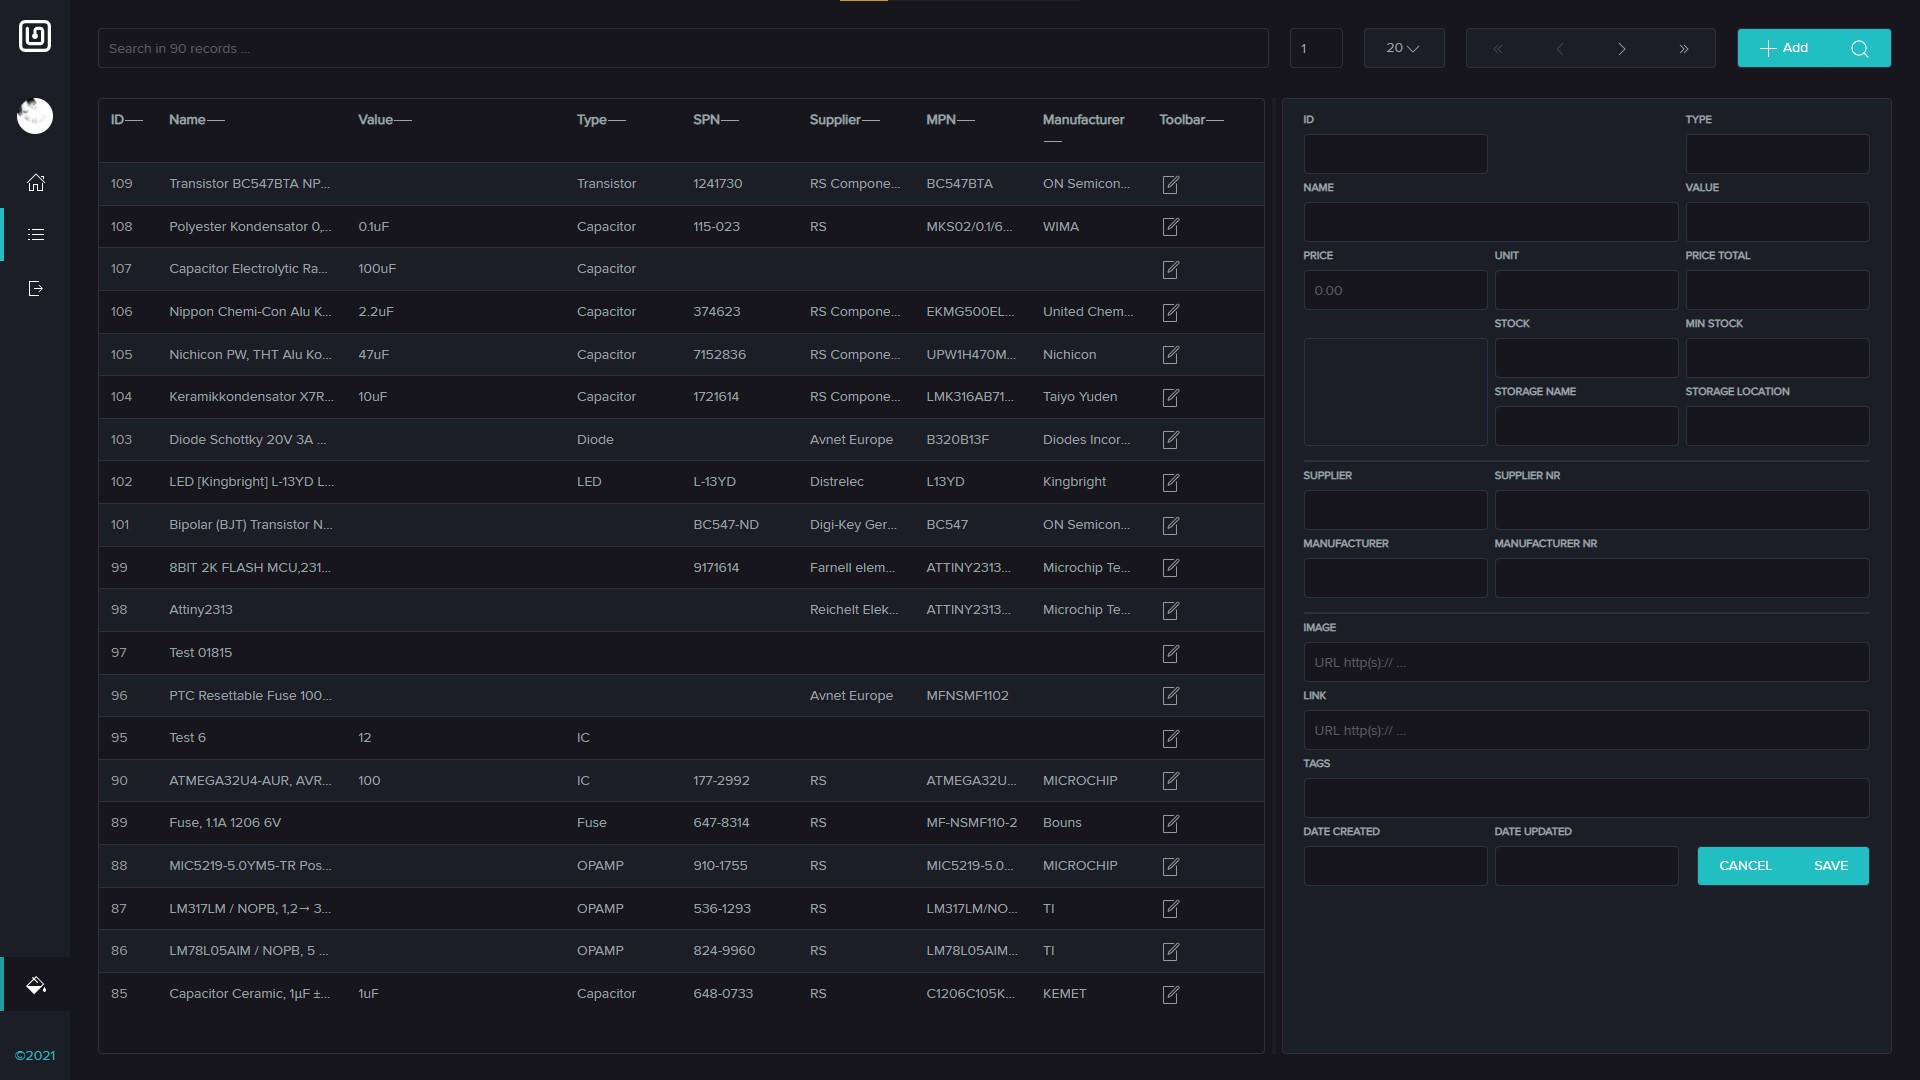 Search in 90 records ...
1
20
Add
ID Name Value Type SPN Supplier MPN Manufacturer Toolbar
109 Transistor BC547BTA NP... Transistor 1241730 RS Compone... BC547BTA ON Semicon...
108 Polyester Kondensator 0,... 0.1uF Capacitor 115-023 RS MKS02/0.1/6... WIMA
107 Capacitor Electrolytic Ra... 100uF Capacitor
106 Nippon Chemi-Con Alu K... 2.2uF Capacitor 374623 RS Compone... EKMG500EL... United Chem...
105 Nichicon PW, THT Alu Ko... 47uF Capacitor 7152836 RS Compone... UPW1H470M... Nichicon
104 Keramikkondensator X7R... 10uF Capacitor 1721614 RS Compone... LMK316AB71... Taiyo Yuden
103 Diode Schottky 20V 3A ... Diode Avnet Europe B320B13F Diodes Incor...
102 LED [Kingbright] L-13YD L... LED L-13YD Distrelec L13YD Kingbright
101 Bipolar (BJT) Transistor N... BC547-ND Digi-Key Ger... BC547 ON Semicon...
99 8BIT 2K FLASH MCU,231... 9171614 Farnell elem... ATTINY2313... Microchip Te...
98 Attiny2313 Reichelt Elek... ATTINY2313... Microchip Te...
97 Test 01815
96 PTC Resettable Fuse 100... Avnet Europe MFNSMF1102
95 Test 6 12 IC
90 ATMEGA32U4-AUR, AVR... 100 IC 177-2992 RS ATMEGA32U... MICROCHIP
89 Fuse, 1.1A 1206 6V Fuse 647-8314 RS MF-NSMF110-2 Bouns
88 MIC5219-5.0YM5-TR Pos... OPAMP 910-1755 RS MIC5219-5.0... MICROCHIP
87 LM317LM / NOPB, 1,2→ 3... OPAMP 536-1293 RS LM317LM/NO... TI
86 LM78L05AIM / NOPB, 5 ... OPAMP 824-9960 RS LM78L05AIM... TI
85 Capacitor Ceramic, 1µF ±... 1uF Capacitor 648-0733 RS C1206C105K... KEMET
ID TYPE
NAME VALUE
PRICE UNIT PRICE TOTAL
0.00
STOCK MIN STOCK
STORAGE NAME STORAGE LOCATION
SUPPLIER SUPPLIER NR
MANUFACTURER MANUFACTURER NR
IMAGE
URL http(s):// ...
LINK
URL http(s):// ...
TAGS
DATE CREATED DATE UPDATED
CANCEL SAVE
©2021